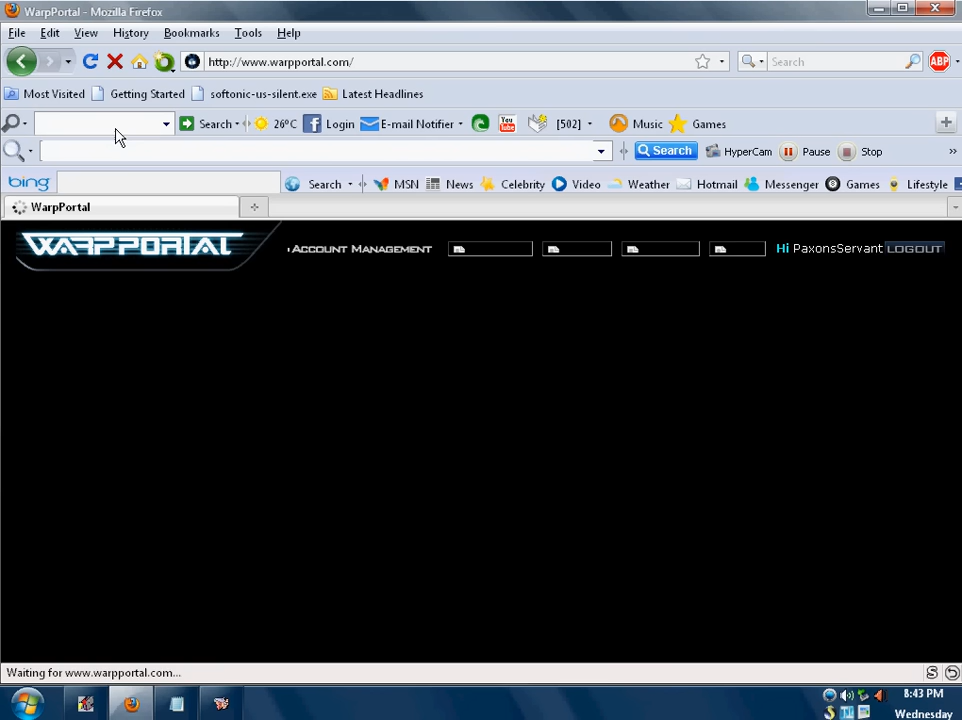 WarpPortal - Mozilla Firefox
File Edit View History Bookmarks Tools Help
http://www.warpportal.com/ Search ABP
Most Visited Getting Started softonic-us-silent.exe Latest Headlines
Search 26°C Login E-mail Notifier You Tube [502] Music Games
Search HyperCam Pause Stop »
bing Search MSN News Celebrity Video Weather Hotmail Messenger Games Lifestyle
WarpPortal
WARPPORTAL ACCOUNT MANAGEMENT Hi PaxonsServant LOGOUT
Waiting for www.warpportal.com...
8:43 PM
Wednesday